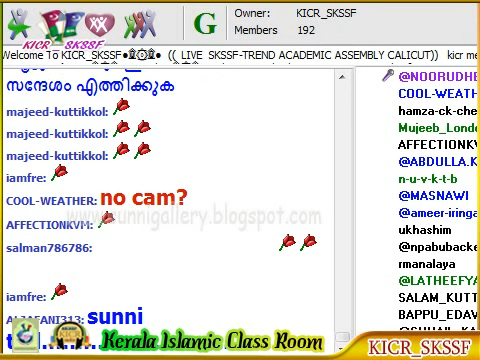 Owner: KICR_SKSSF
Members 192
KICR_SKSSF
G
Welcome To KICR_SKSSF (( LIVE SKSSF-TREND ACADEMIC ASSEMBLY CALICUT)) kicr me
സന്ദേശം എത്തിക്കുക
majeed-kuttikkol:
majeed-kuttikkol:
majeed-kuttikkol:
iamfre:
COOL-WEATHER: no cam?
www.sunnigallery.blogspot.com
AFFECTIONKVM:
salman786786:
iamfre:
sunni
@NOORUDHE
COOL-WEATH
hamza-ck-che
Mujeeb_Londo
AFFECTIONKV
@ABDULLA.K
n-u-v-k-t-b
@MASNAWI
@ameer-iringa
ukhashim
@npabubacke
rmanalaya
@LATHEEFYA
SALAM_KUTT
BAPPU_EDAV
Kerala Islamic Class Room
KICR_SKSSF